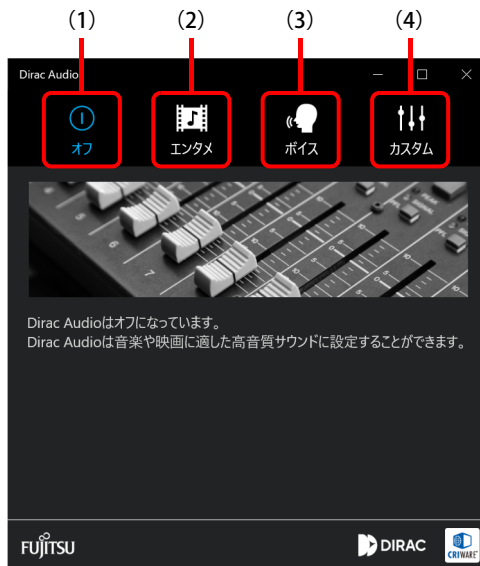 (1) (2) (3) (4)
Dirac Audio
オフ エンタメ ボイス カスタム
Dirac Audioはオフになっています。
Dirac Audioは音楽や映画に適した高音質サウンドに設定することができます。
FUJITSU DIRAC CRIWARE